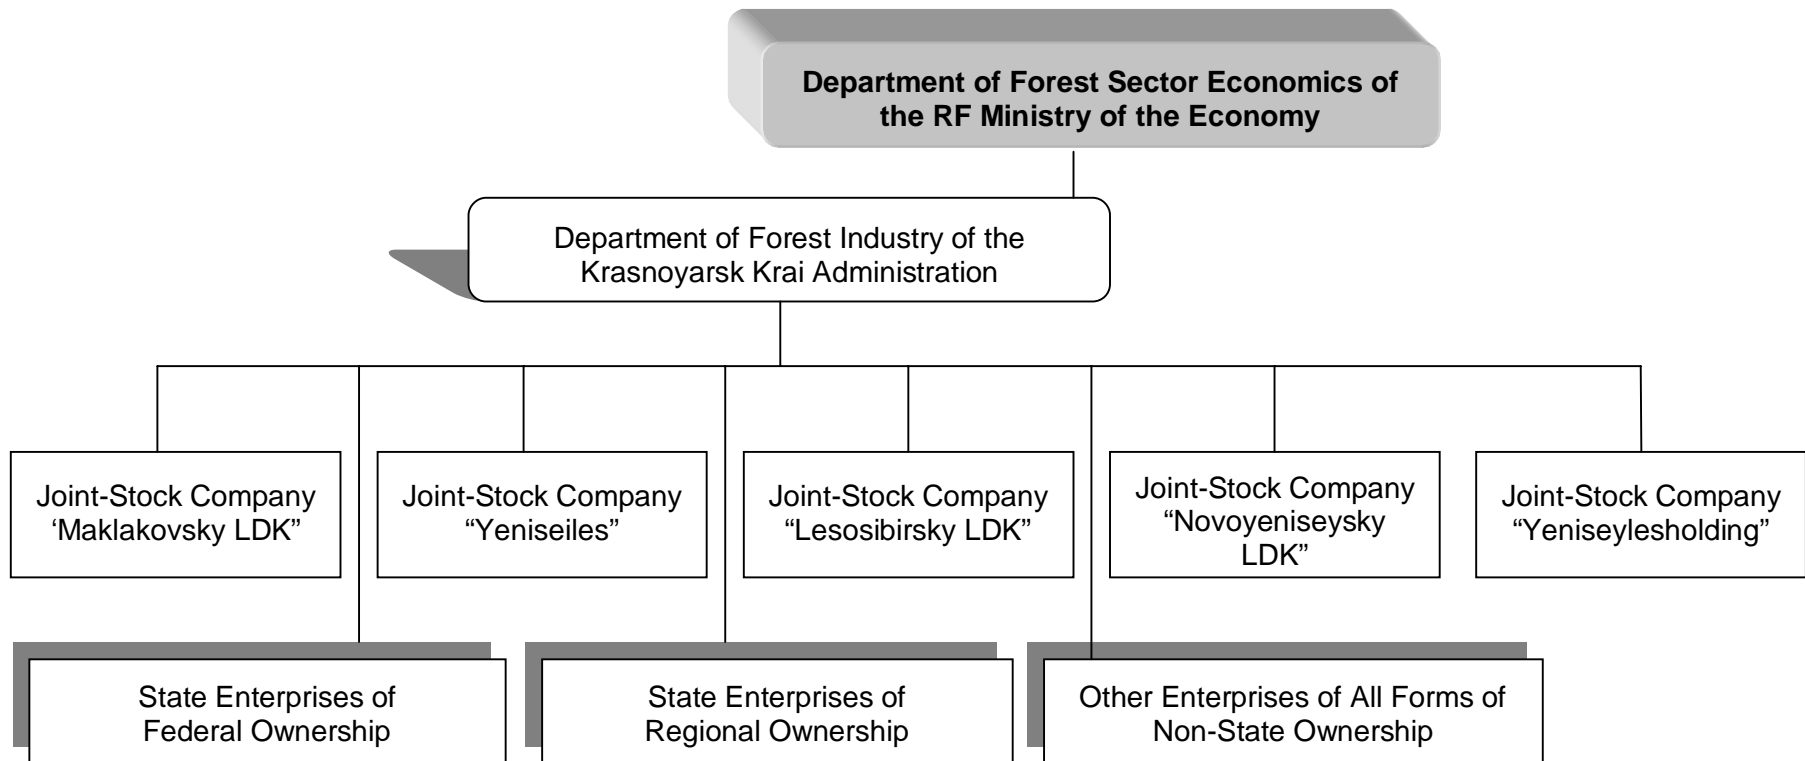 Department of Forest Sector Economics of
the RF Ministry of the Economy
Department of Forest Industry of the
Krasnoyarsk Krai Administration
Joint-Stock Company
‘Maklakovsky LDK”
Joint-Stock Company
“Yeniseiles”
Joint-Stock Company
“Lesosibirsky LDK”
Joint-Stock Company
“Novoyeniseysky
LDK”
Joint-Stock Company
“Yeniseylesholding”
State Enterprises of
Federal Ownership
State Enterprises of
Regional Ownership
Other Enterprises of All Forms of
Non-State Ownership